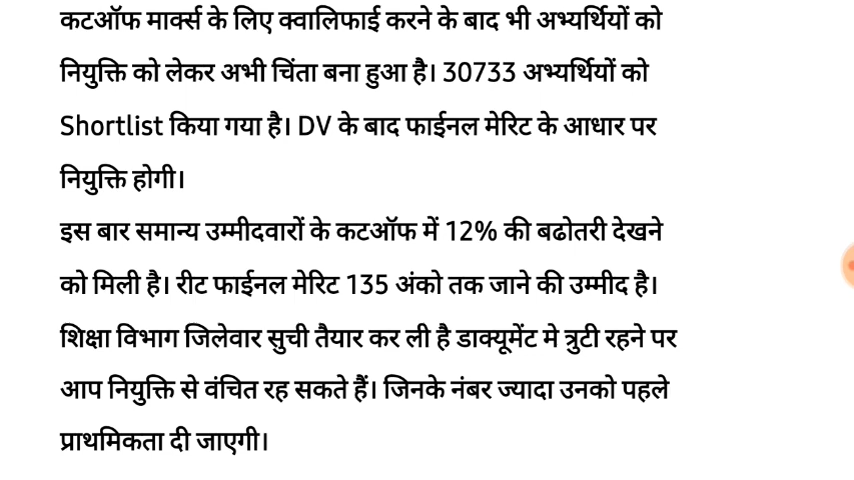 कटऑफ मार्क्स के लिए क्वालिफाई करने के बाद भी अभ्यर्थियों को
नियुक्ति को लेकर अभी चिंता बना हुआ है। 30733 अभ्यर्थियों को
Shortlist किया गया है। DV के बाद फाईनल मेरिट के आधार पर
नियुक्ति होगी।
इस बार समान्य उम्मीदवारों के कटऑफ में 12% की बढोतरी देखने
को मिली है। रीट फाईनल मेरिट 135 अंको तक जाने की उम्मीद है।
शिक्षा विभाग जिलेवार सुची तैयार कर ली है डाक्यूमेंट मे त्रुटी रहने पर
आप नियुक्ति से वंचित रह सकते हैं। जिनके नंबर ज्यादा उनको पहले
प्राथमिकता दी जाएगी।